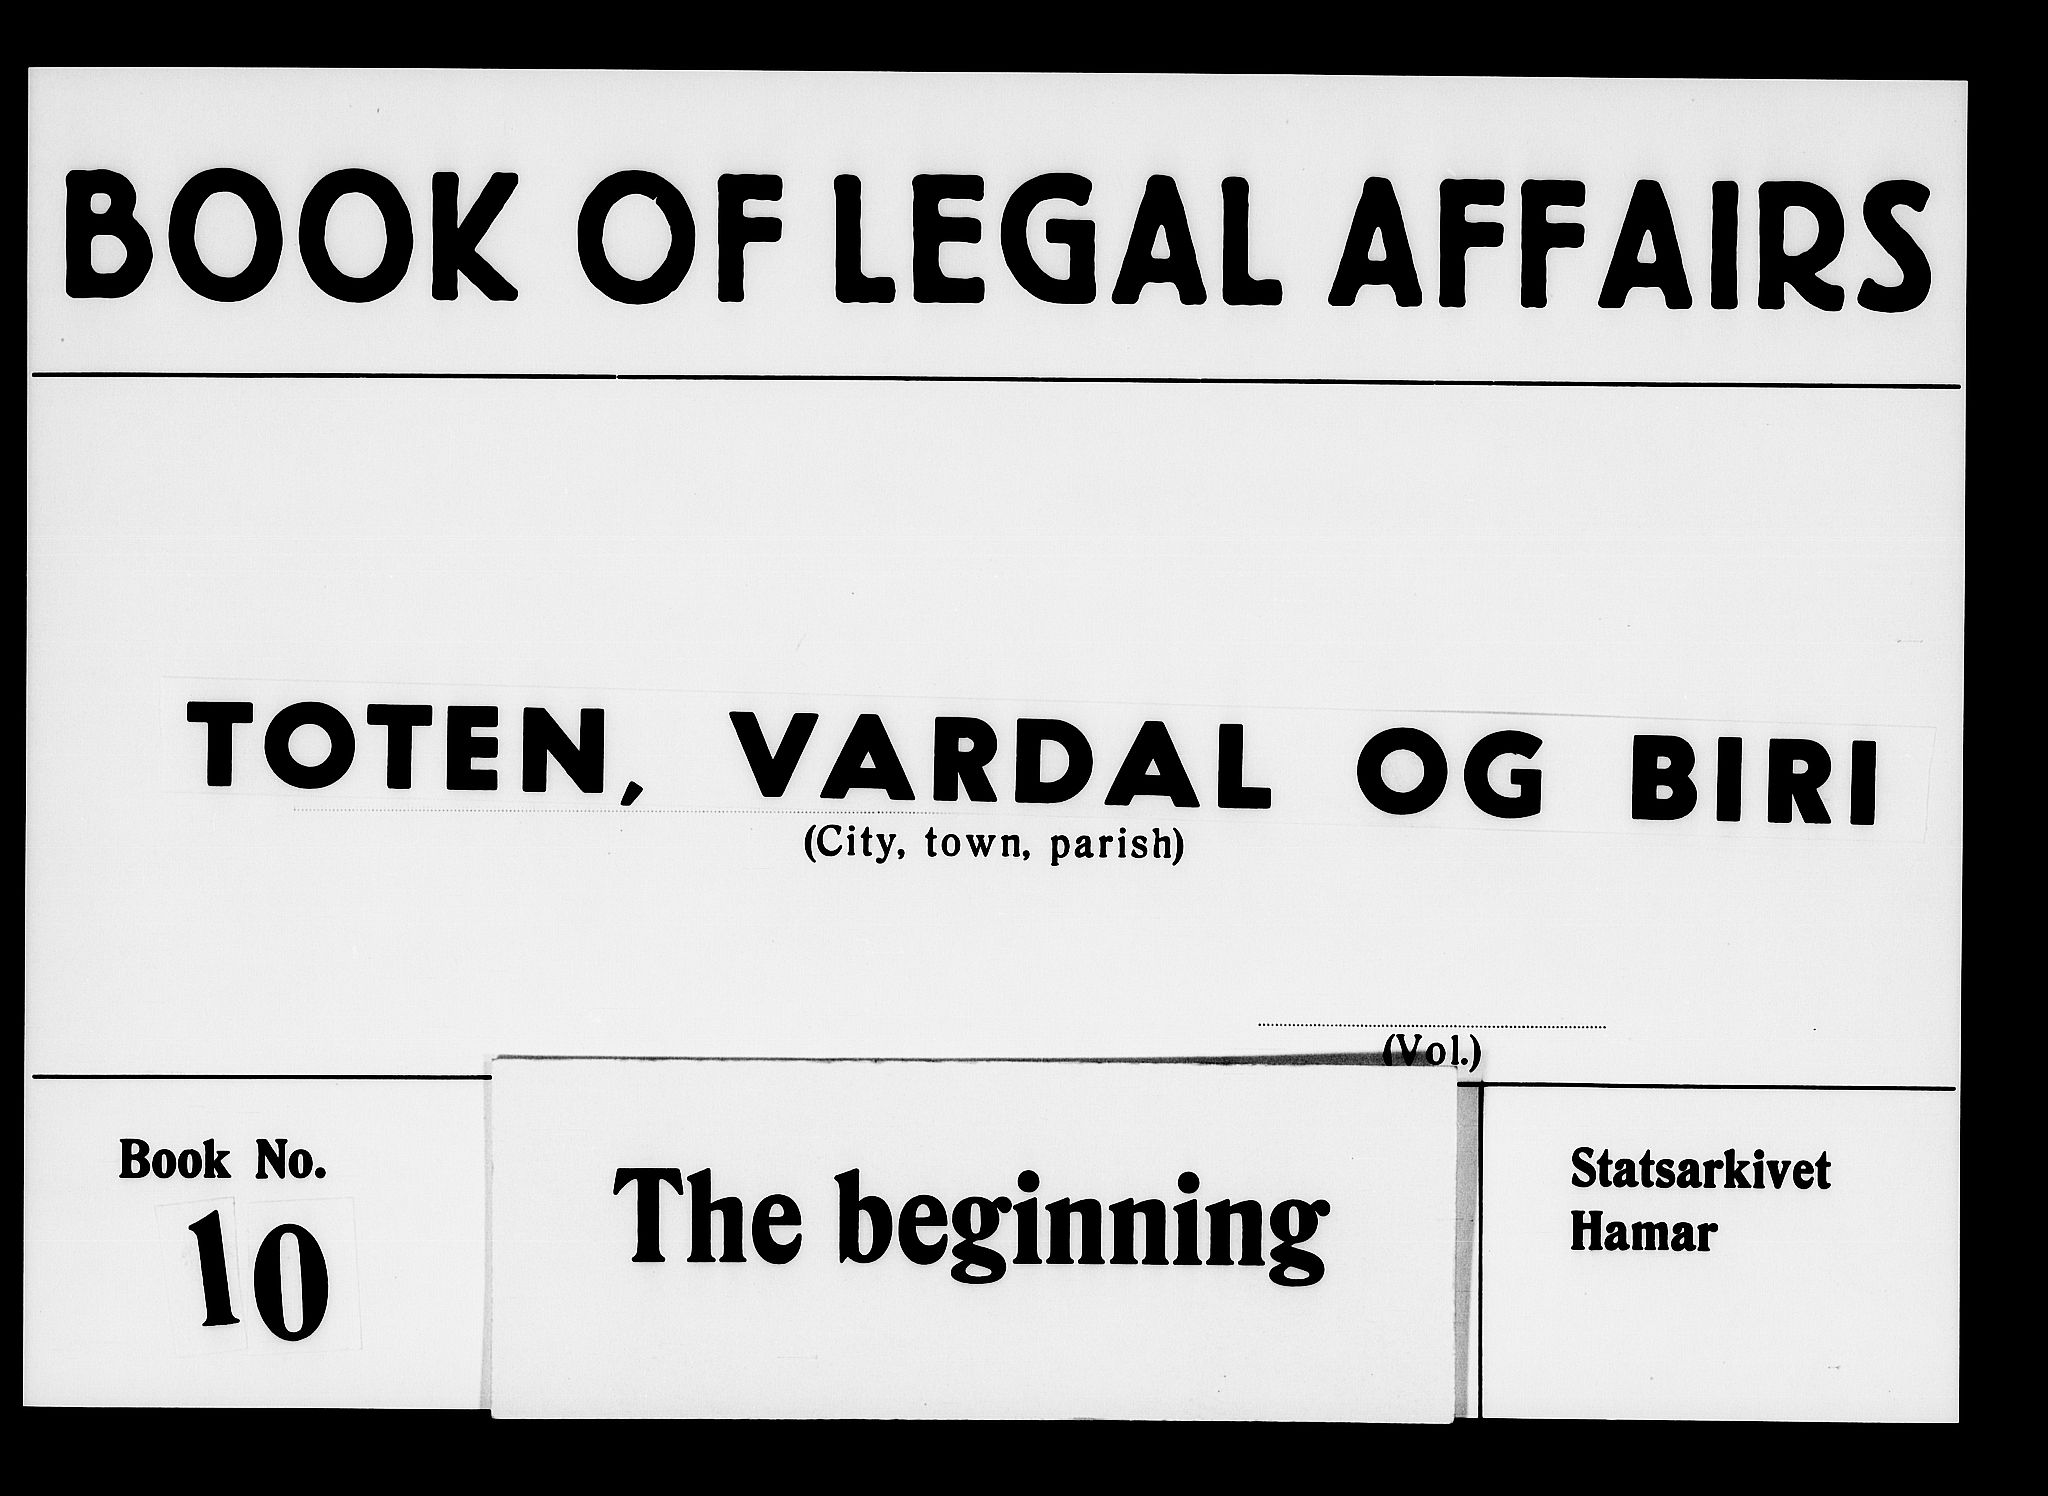 BOOK OF LEGAL AFFAIRS
TOTEN, VARDAL OG BIRI
(City, town, parish)
(Vol.)
Book No.
10
The beginning
Statsarkivet
Hamar